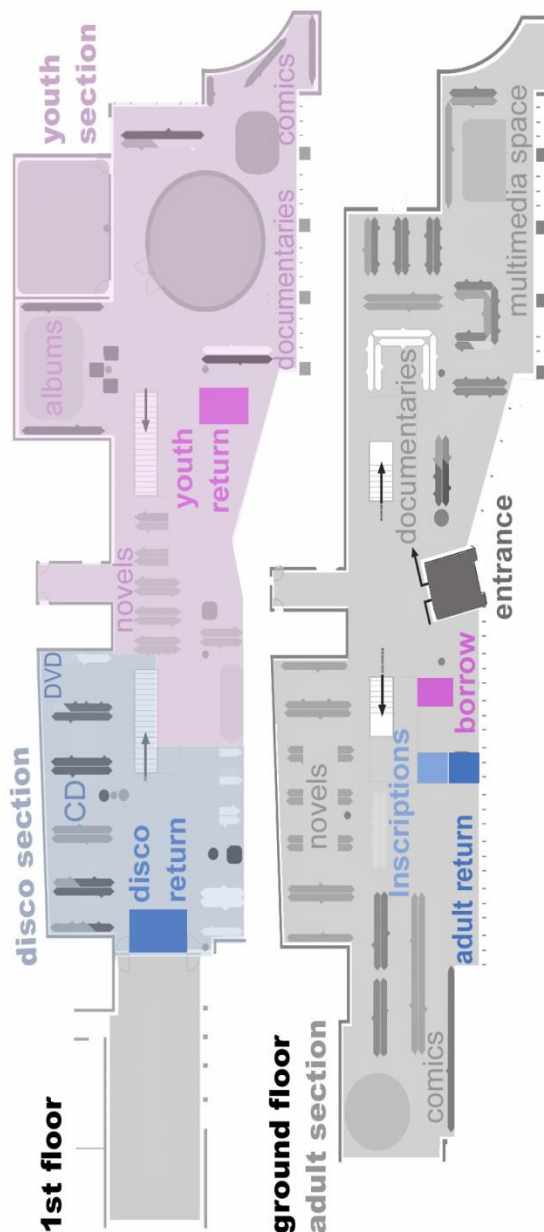 1st floor
disco section
youth section
DVD
CD
disco
return
novels
albums
youth
return
documentaries
comics
ground floor
adult section
novels
comics
Inscriptions
adult return
borrow
entrance
documentaries
multimedia space